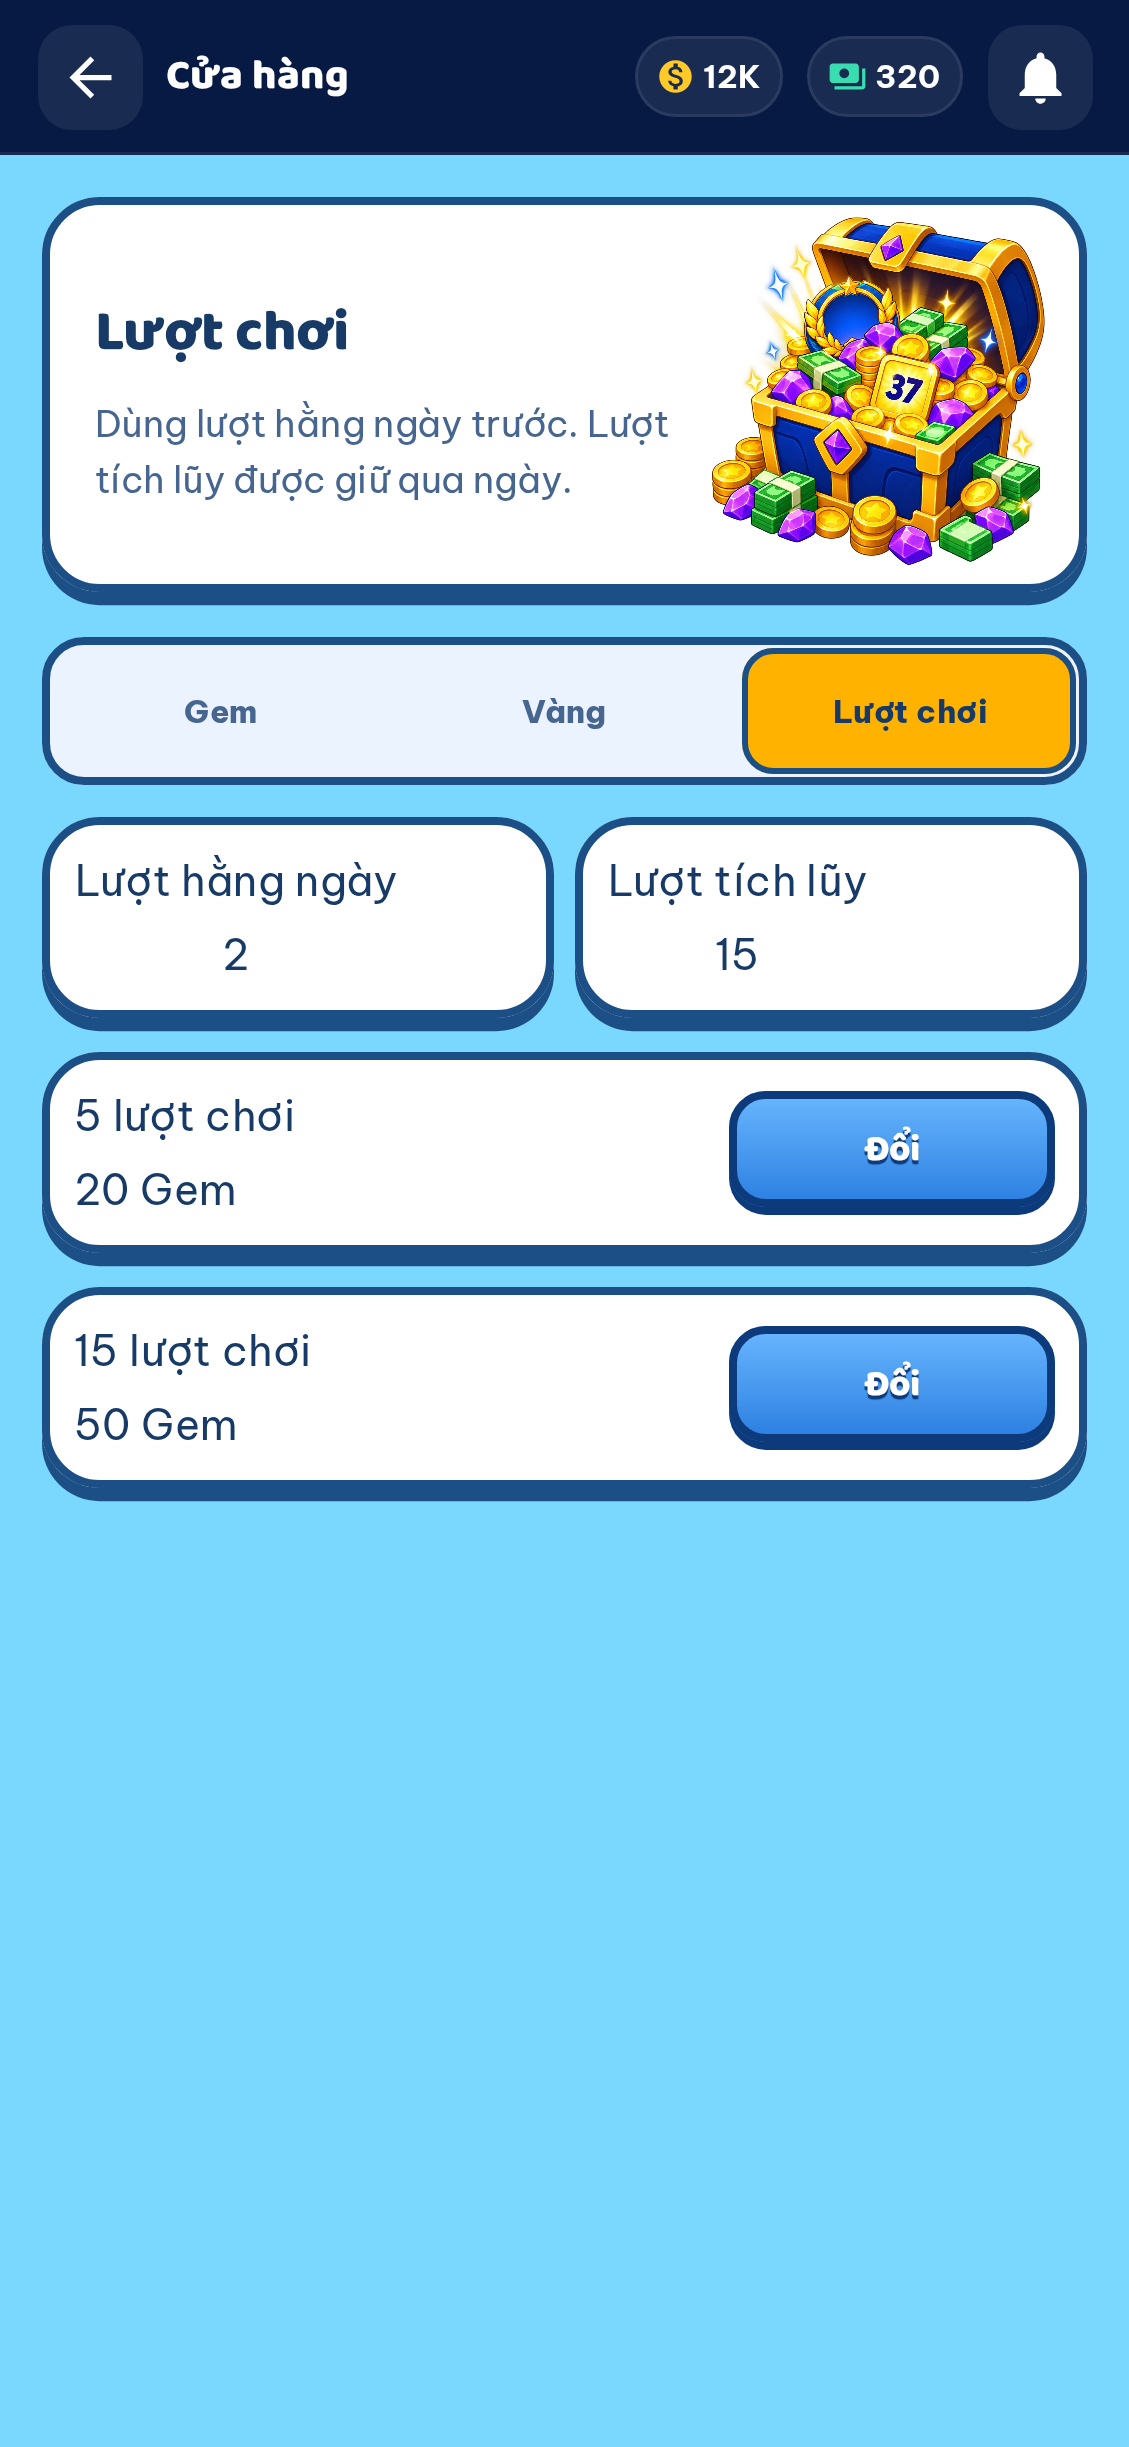 Cửa hàng
12K
320
Lượt chơi
Dùng lượt hằng ngày trước. Lượt
tích lũy được giữ qua ngày.
37
Gem
Vàng
Lượt chơi
Lượt hằng ngày
2
Lượt tích lũy
15
5 lượt chơi
20 Gem
Đổi
15 lượt chơi
50 Gem
Đổi